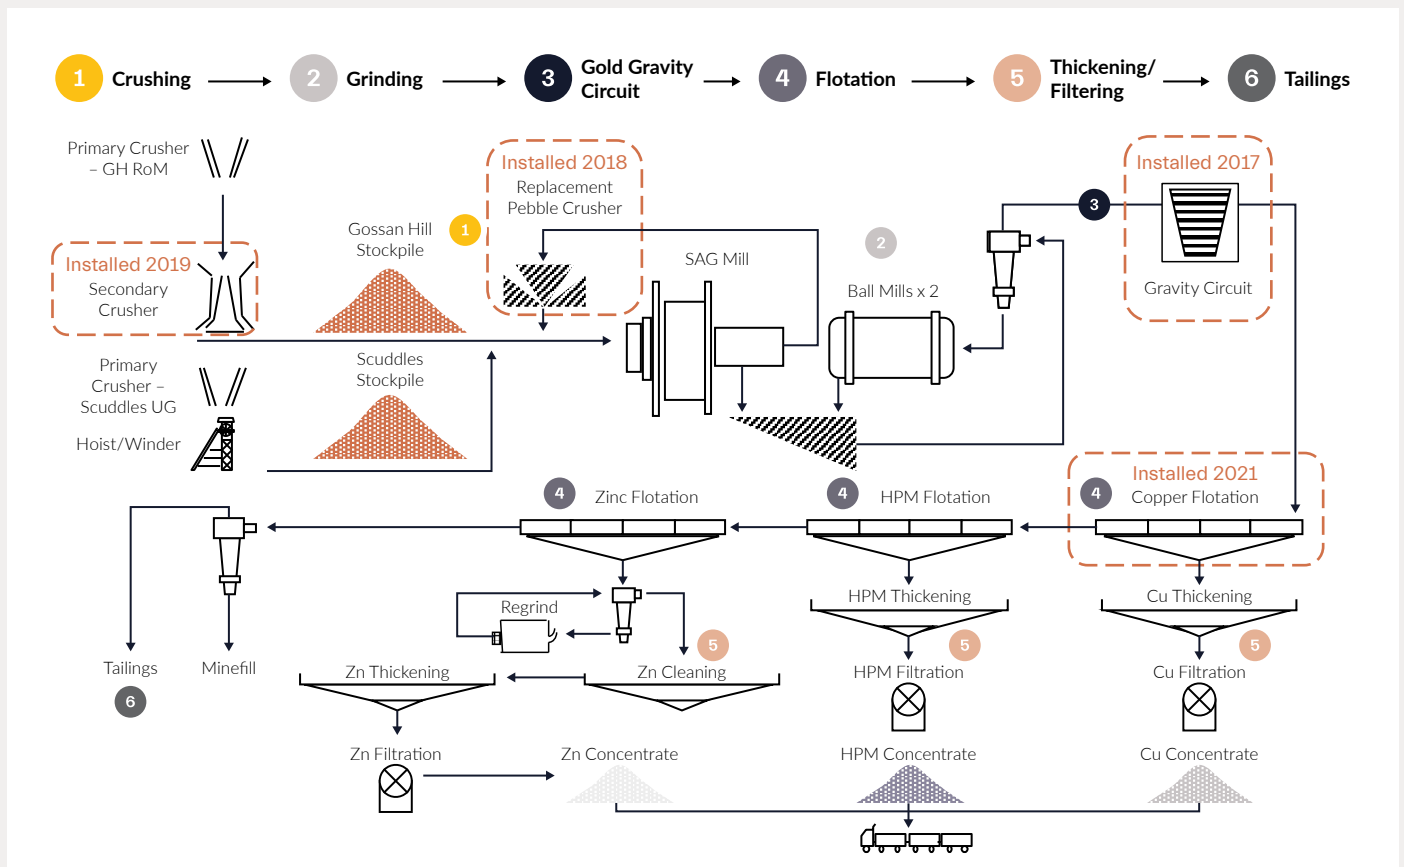 1 Crushing
2 Grinding
3 Gold Gravity
Circuit
4 Flotation
5 Thickening/
Filtering
6 Tailings
Primary Crusher
– GH RoM
Installed 2019
Secondary
Crusher
Primary
Crusher –
Scuddles UG
Hoist/Winder
Gossan Hill
Stockpile
Scuddles
Stockpile
1
Installed 2018
Replacement
Pebble Crusher
SAG Mill
2
Ball Mills x 2
3
Installed 2017
Gravity Circuit
4
Zinc Flotation
4
HPM Flotation
Installed 2021
4
Copper Flotation
Regrind
HPM Thickening
Cu Thickening
5
5
5
Tailings
6
Minefill
Zn Thickening
Zn Cleaning
HPM Filtration
Cu Filtration
Zn Filtration
Zn Concentrate
HPM Concentrate
Cu Concentrate